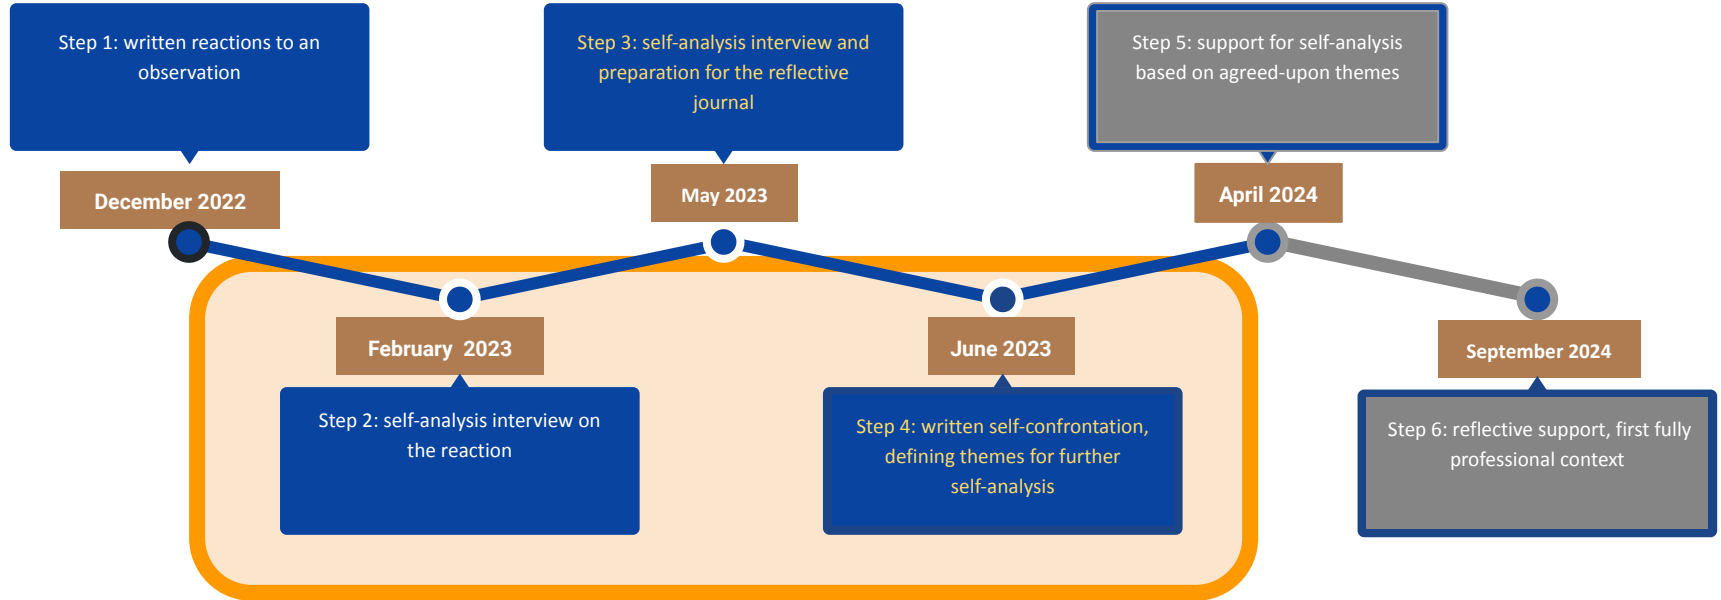 Step 1: written reactions to an
observation
December 2022
Step 2: self-analysis interview on
the reaction
February 2023
Step 3: self-analysis interview and
preparation for the reflective
journal
May 2023
Step 4: written self-confrontation,
defining themes for further
self-analysis
June 2023
Step 5: support for self-analysis
based on agreed-upon themes
April 2024
Step 6: reflective support, first fully
professional context
September 2024